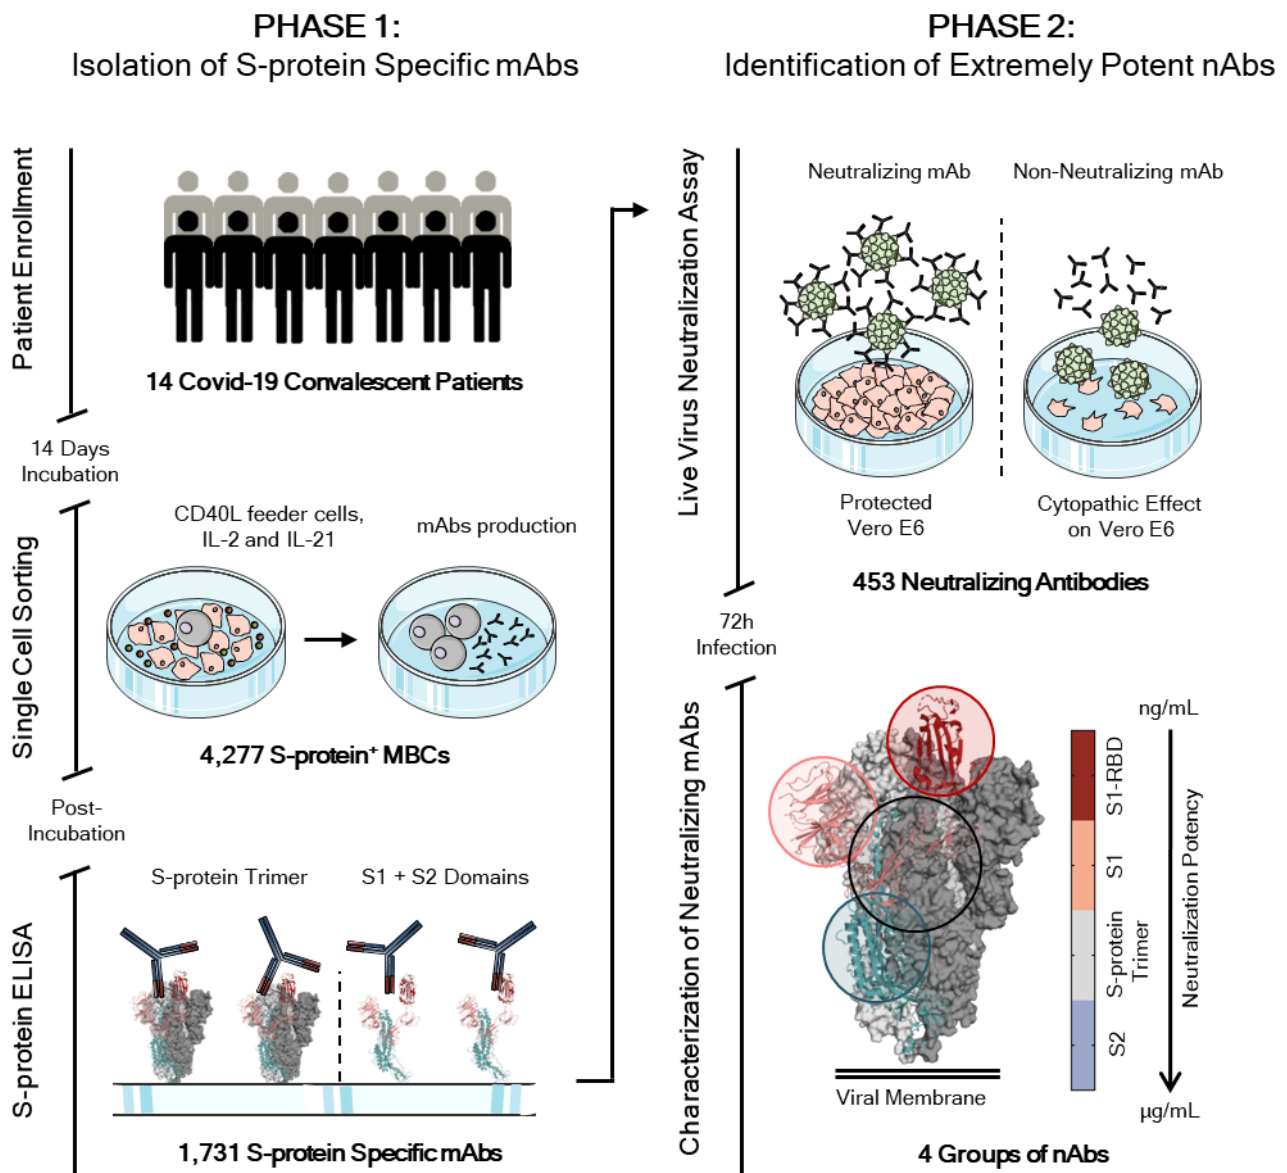 PHASE 1:
Isolation of S-protein Specific mAbs
Patient Enrollment
14 Covid-19 Convalescent Patients
14 Days
Incubation
Single Cell Sorting
CD40L feeder cells,
IL-2 and IL-21
mAbs production
4,277 S-protein⁺ MBCs
Post-
Incubation
S-protein ELISA
S-protein Trimer
S1 + S2 Domains
1,731 S-protein Specific mAbs
PHASE 2:
Identification of Extremely Potent nAbs
Live Virus Neutralization Assay
Neutralizing mAb
Non-Neutralizing mAb
Protected
Vero E6
Cytopathic Effect
on Vero E6
453 Neutralizing Antibodies
72h
Infection
Characterization of Neutralizing mAbs
Viral Membrane
S1-RBD
S1
S-protein
Trimer
S2
ng/mL
Neutralization Potency
µg/mL
4 Groups of nAbs